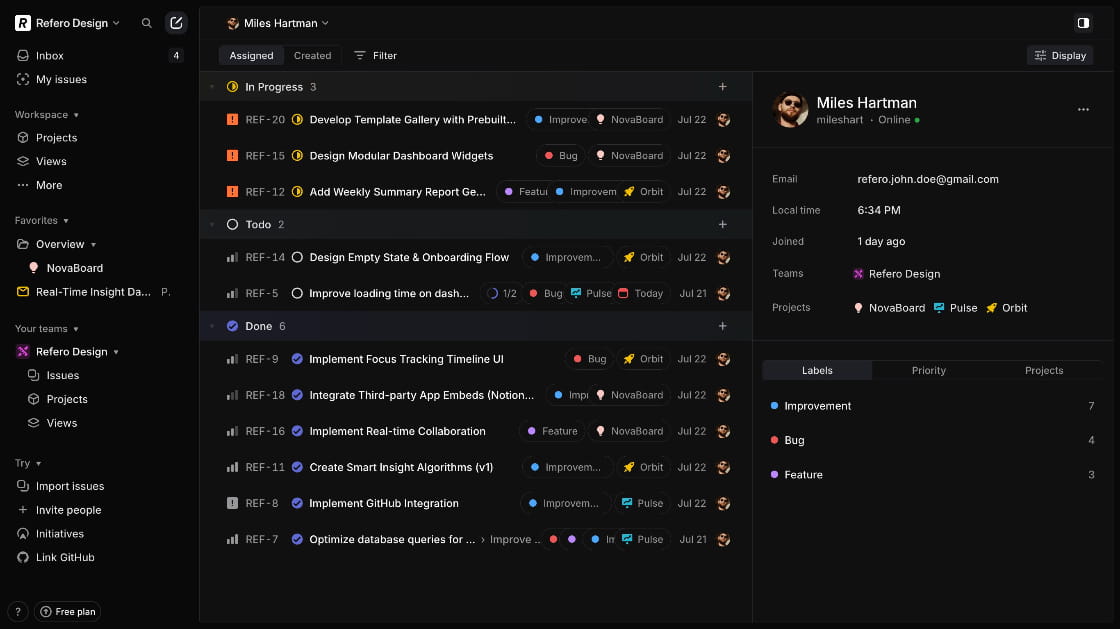 Refero Design
Inbox 4
My issues
Workspace
Projects
Views
More
Favorites
Overview
NovaBoard
Real-Time Insight Da... P.
Your teams
Refero Design
Issues
Projects
Views
Try
Import issues
Invite people
Initiatives
Link GitHub
? Free plan
Miles Hartman
Assigned Created Filter Display
In Progress 3 +
REF-20 Develop Template Gallery with Prebuilt... Improve NovaBoard Jul 22
REF-15 Design Modular Dashboard Widgets Bug NovaBoard Jul 22
REF-12 Add Weekly Summary Report Ge... Featu Improvem Orbit Jul 22
Todo 2 +
REF-14 Design Empty State & Onboarding Flow Improvem... Orbit Jul 22
REF-5 Improve loading time on dash... 1/2 Bug Pulse Today Jul 21
Done 6 +
REF-9 Implement Focus Tracking Timeline UI Bug Orbit Jul 22
REF-18 Integrate Third-party App Embeds (Notion... Impr NovaBoard Jul 22
REF-16 Implement Real-time Collaboration Feature NovaBoard Jul 22
REF-11 Create Smart Insight Algorithms (v1) Improvem... Orbit Jul 22
REF-8 Implement GitHub Integration Improvem... Pulse Jul 22
REF-7 Optimize database queries for ... › Improve .. Im Pulse Jul 21
Miles Hartman
mileshart · Online
Email refero.john.doe@gmail.com
Local time 6:34 PM
Joined 1 day ago
Teams Refero Design
Projects NovaBoard Pulse Orbit
Labels Priority Projects
Improvement 7
Bug 4
Feature 3